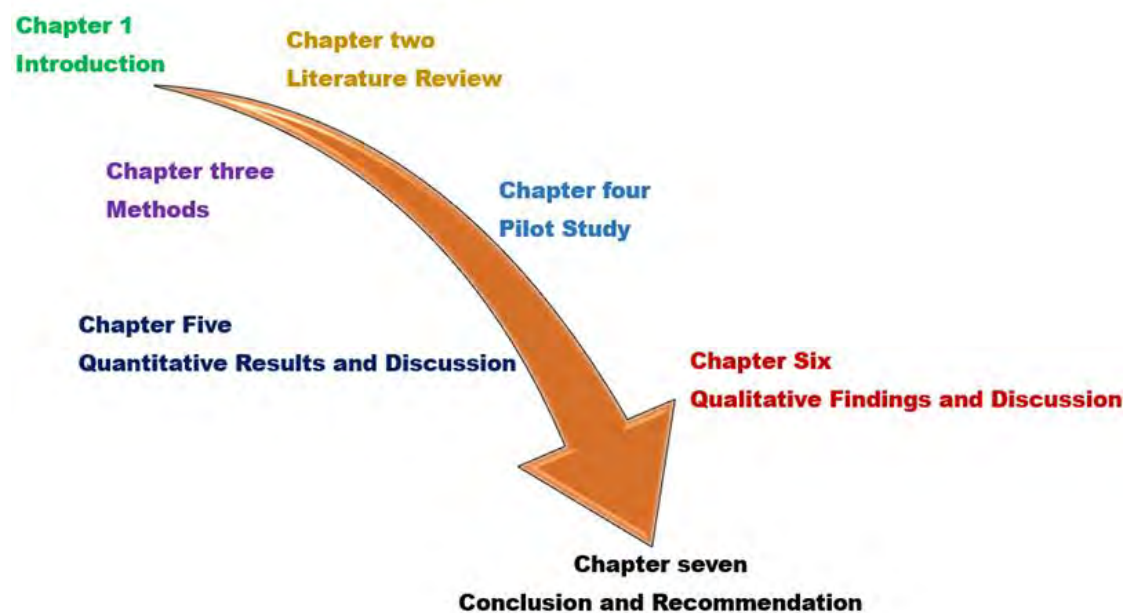 Chapter 1
Introduction
Chapter two
Literature Review
Chapter three
Methods
Chapter four
Pilot Study
Chapter Five
Quantitative Results and Discussion
Chapter Six
Qualitative Findings and Discussion
Chapter seven
Conclusion and Recommendation